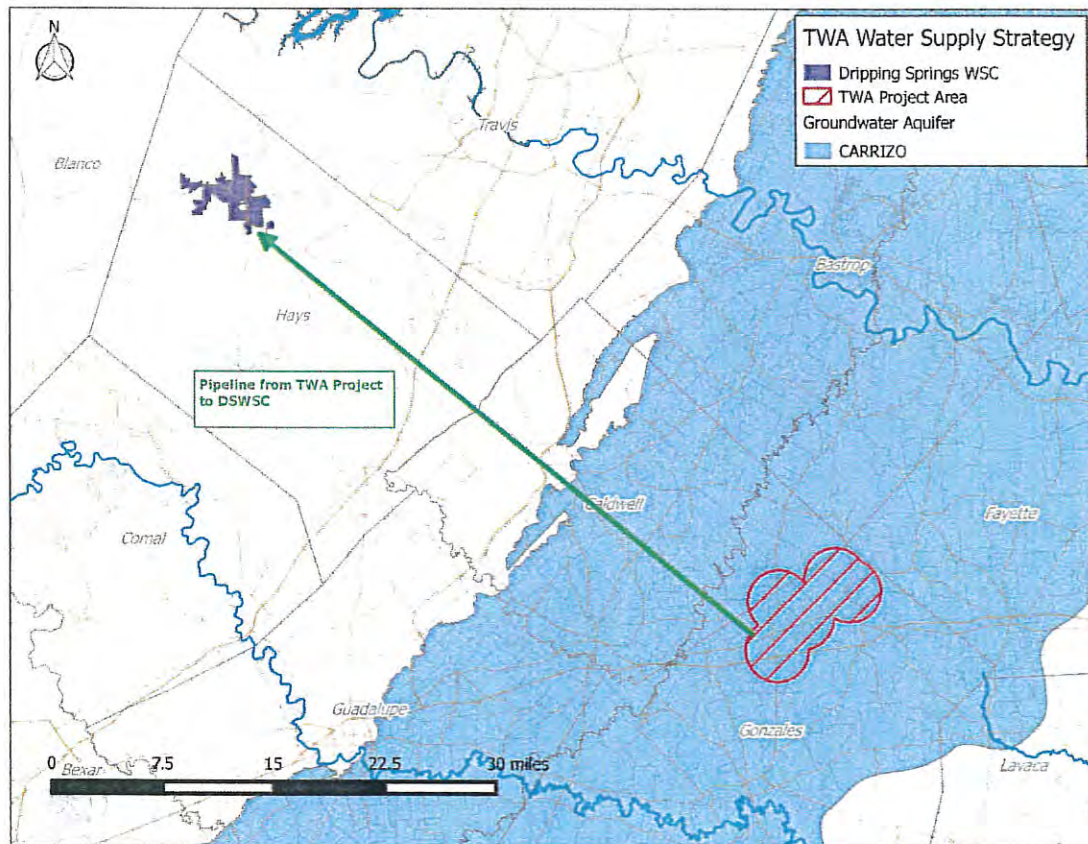 N
TWA Water Supply Strategy
Dripping Springs WSC
TWA Project Area
Groundwater Aquifer
CARRIZO
Travis
Blanco
Bastrop
Hays
Pipeline from TWA Project
to DSWSC
Caldwell
Fayette
Comal
Guadalupe
Gonzales
Lavaca
Bexar
0 7.5 15 22.5 30 miles